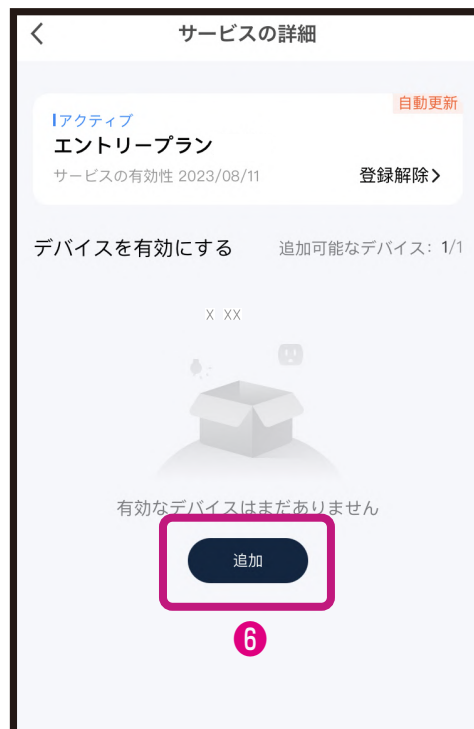 サービスの詳細
自動更新
アクティブ
エントリープラン
サービスの有効性 2023/08/11
登録解除
デバイスを有効にする
追加可能なデバイス: 1/1
X XX
有効なデバイスはまだありません
追加
6